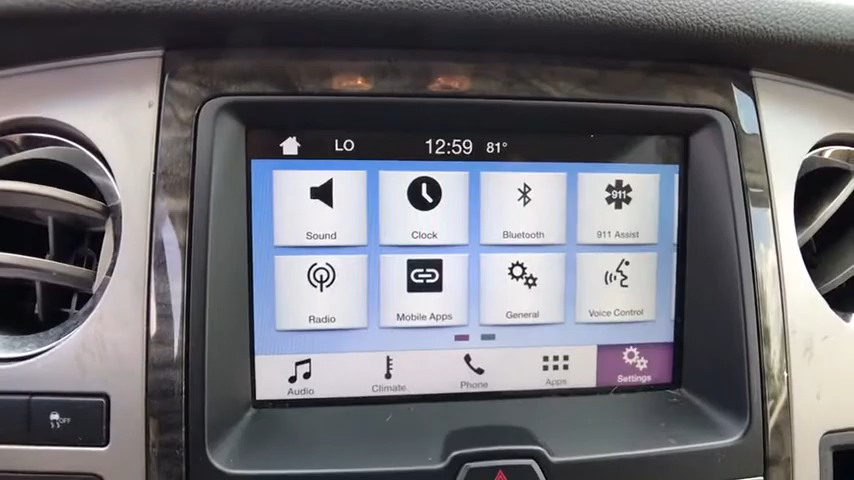 LO 12:59 81°
Sound Clock Bluetooth 911 Assist
911
Radio Mobile Apps General Voice Control
Audio Climate Phone Apps Settings
OFF